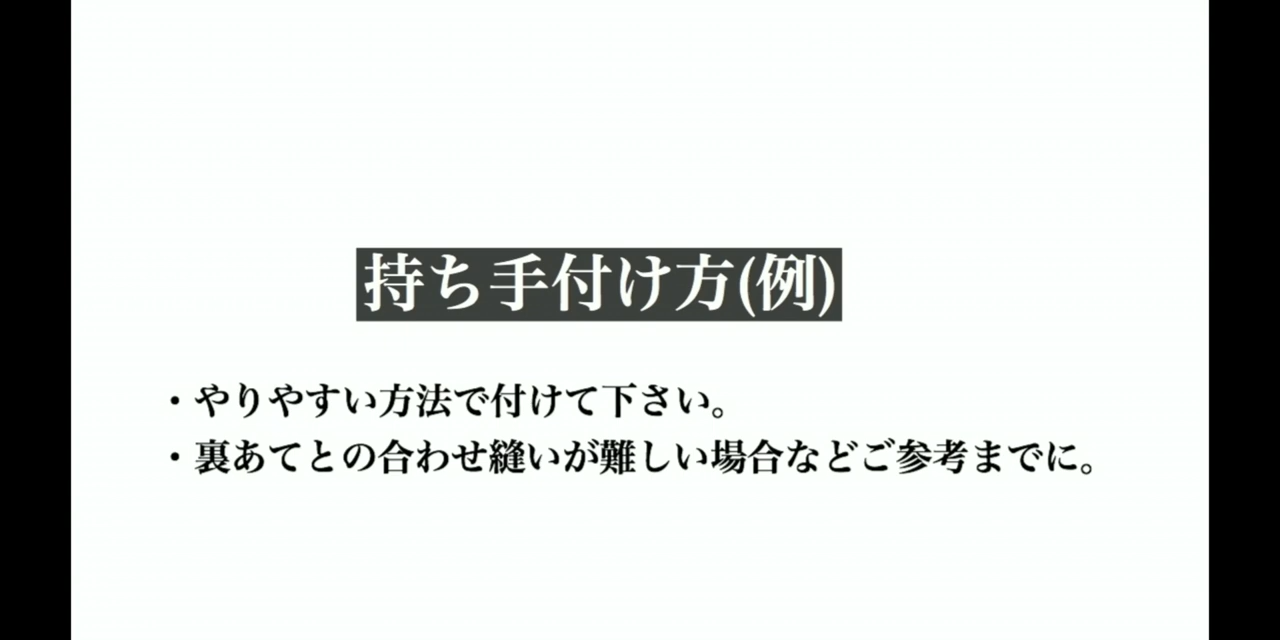 持ち手付け方(例)
・やりやすい方法で付けて下さい。
・裏あてとの合わせ縫いが難しい場合などご参考までに。